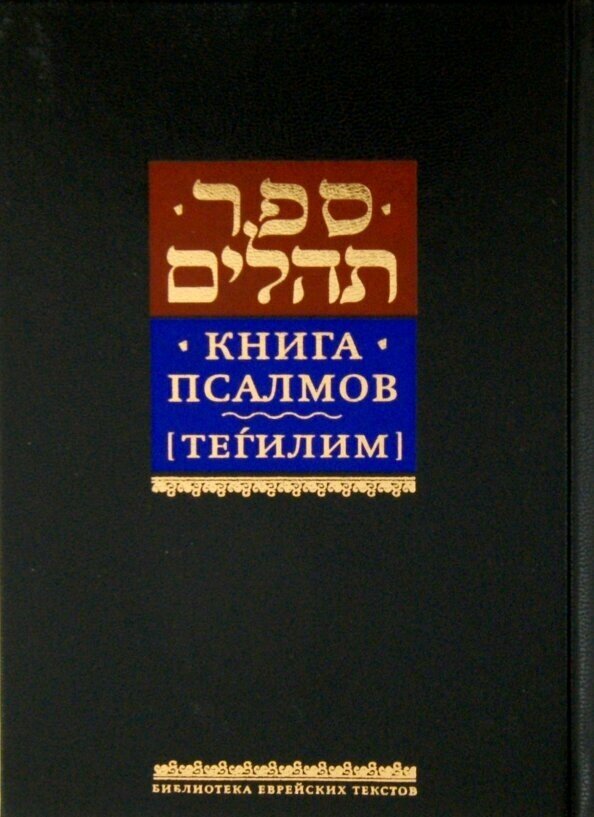 · ספר ·
תהלים
· КНИГА ·
ПСАЛМОВ
[ТЕЃИЛИМ]
БИБЛИОТЕКА ЕВРЕЙСКИХ ТЕКСТОВ